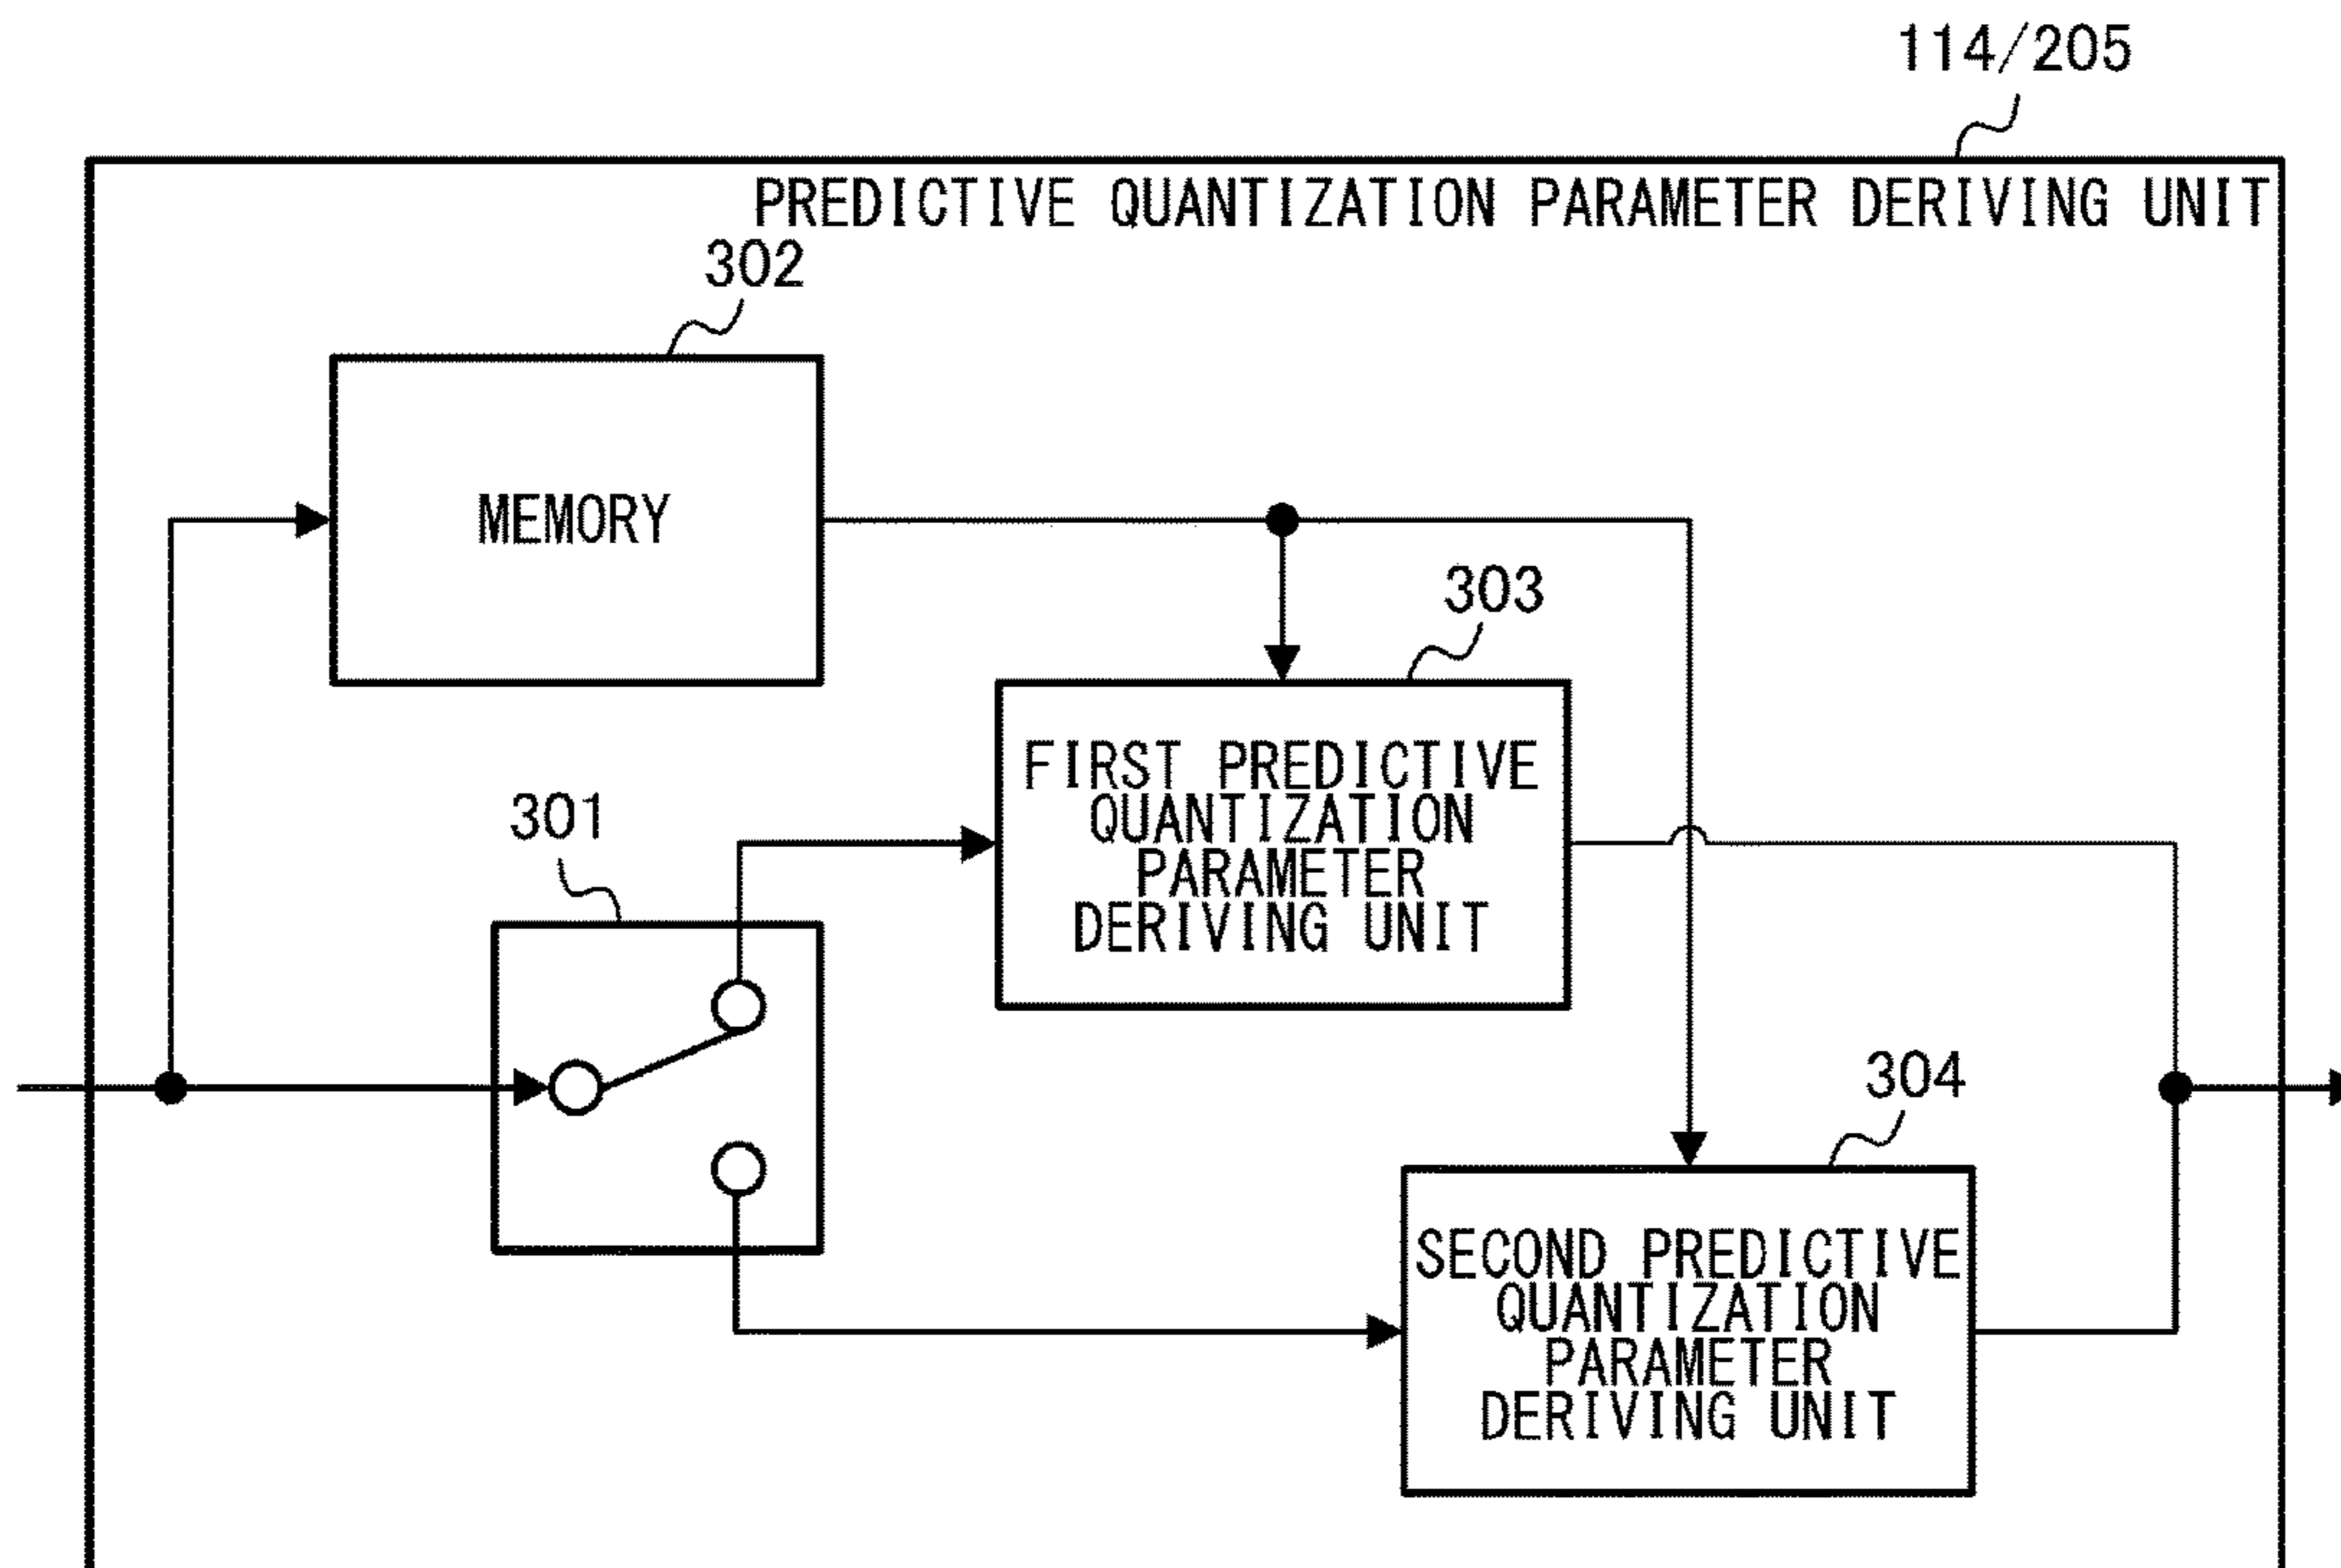 114/205
PREDICTIVE QUANTIZATION PARAMETER DERIVING UNIT
302
MEMORY
303
FIRST PREDICTIVE
QUANTIZATION
PARAMETER
DERIVING UNIT
301
304
SECOND PREDICTIVE
QUANTIZATION
PARAMETER
DERIVING UNIT